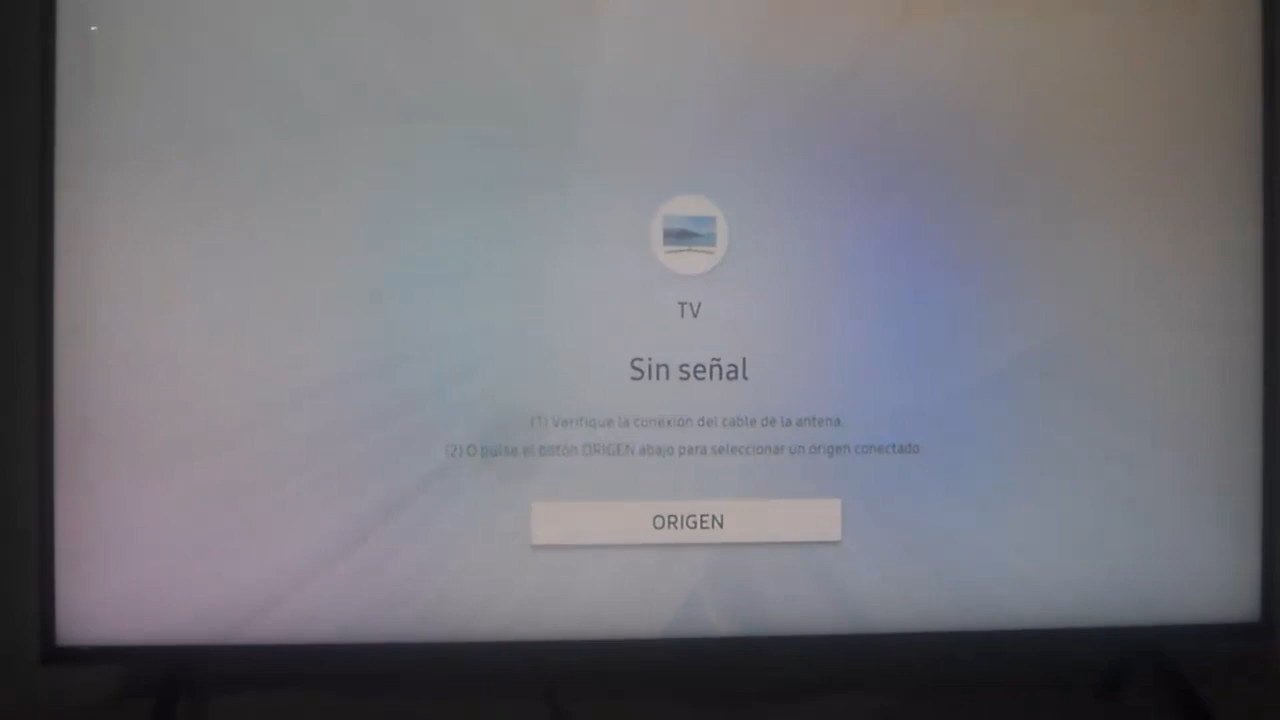 TV
Sin señal
(1) Verifique la conexión del cable de la antena.
(2) O pulse el botón ORIGEN abajo para seleccionar un origen conectado.
ORIGEN